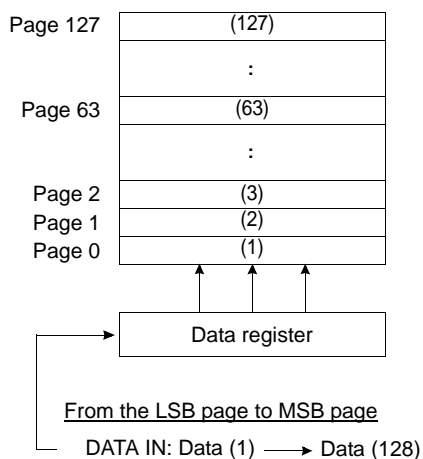 Page 127 (127)
:
Page 63 (63)
:
Page 2 (3)
Page 1 (2)
Page 0 (1)
Data register
From the LSB page to MSB page
DATA IN: Data (1) Data (128)